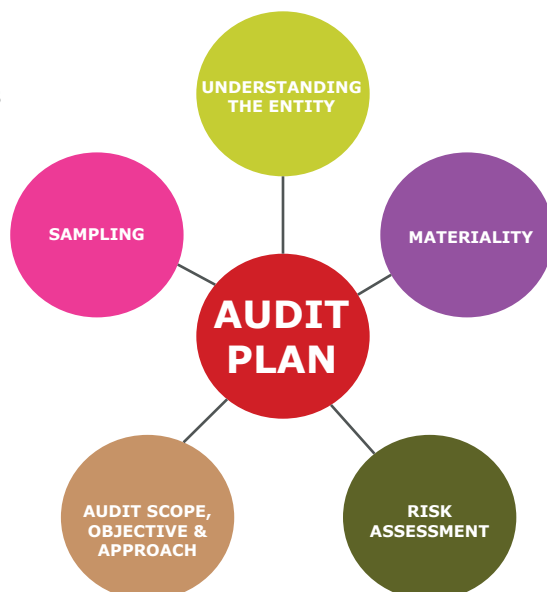 UNDERSTANDING
THE ENTITY
SAMPLING
MATERIALITY
AUDIT
PLAN
AUDIT SCOPE,
OBJECTIVE &
APPROACH
RISK
ASSESSMENT